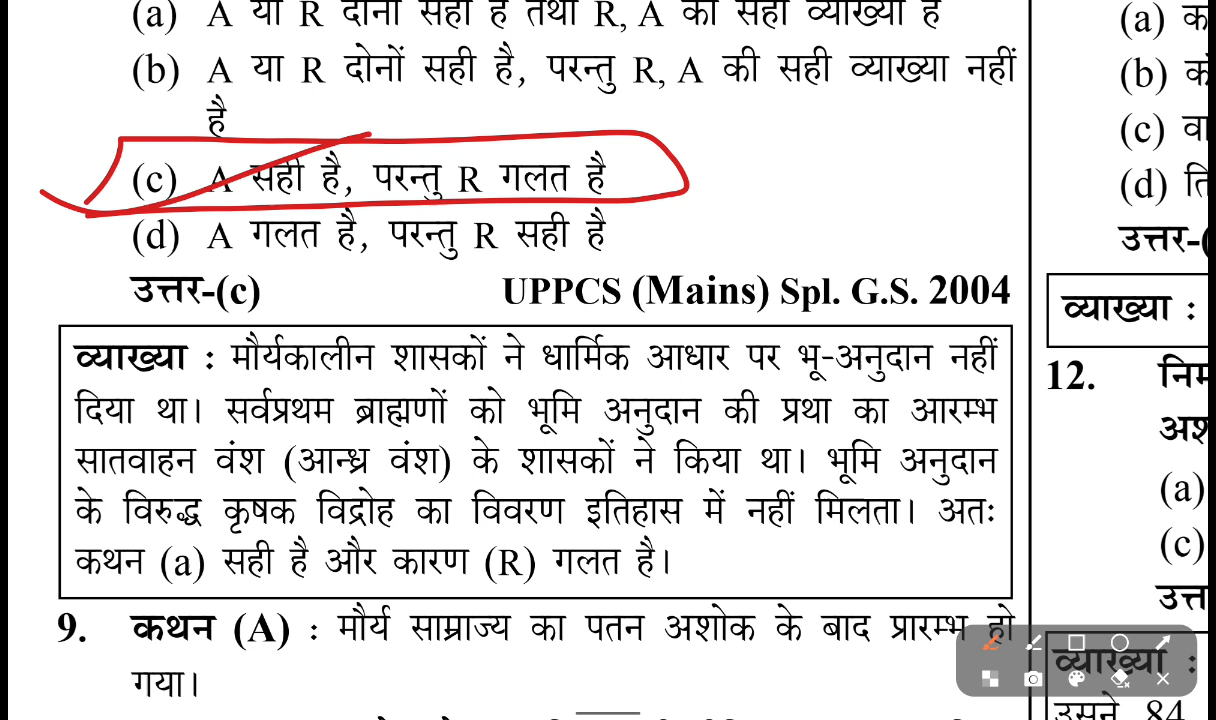 (a) A या R दोनों सही है तथा R, A की सही व्याख्या है
(b) A या R दोनों सही है, परन्तु R, A की सही व्याख्या नहीं
है
(c) A सही है, परन्तु R गलत है
(d) A गलत है, परन्तु R सही है
उत्तर-(c) UPPCS (Mains) Spl. G.S. 2004
व्याख्या : मौर्यकालीन शासकों ने धार्मिक आधार पर भू-अनुदान नहीं
दिया था। सर्वप्रथम ब्राह्मणों को भूमि अनुदान की प्रथा का आरम्भ
सातवाहन वंश (आन्ध्र वंश) के शासकों ने किया था। भूमि अनुदान
के विरुद्ध कृषक विद्रोह का विवरण इतिहास में नहीं मिलता। अतः
कथन (a) सही है और कारण (R) गलत है।
9. कथन (A) : मौर्य साम्राज्य का पतन अशोक के बाद प्रारम्भ हो
गया।
(a)
(b)
(c)
(d)
उत्तर-(
व्याख्या :
12.
(a)
(c)
व्याख्या :
उसने 84